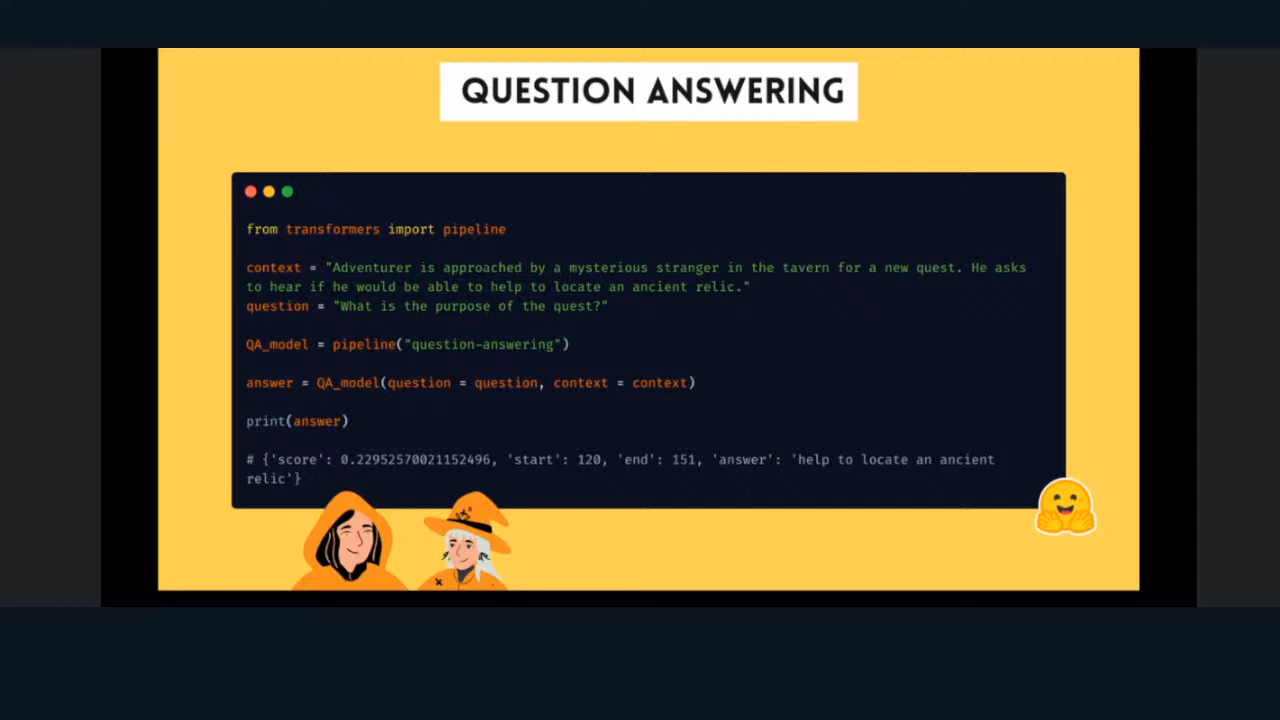 QUESTION ANSWERING
from transformers import pipeline
context = "Adventurer is approached by a mysterious stranger in the tavern for a new quest. He asks
to hear if he would be able to help to locate an ancient relic."
question = "What is the purpose of the quest?"
QA_model = pipeline("question-answering")
answer = QA_model(question = question, context = context)
print(answer)
# {'score': 0.22952570021152496, 'start': 120, 'end': 151, 'answer': 'help to locate an ancient
relic'}